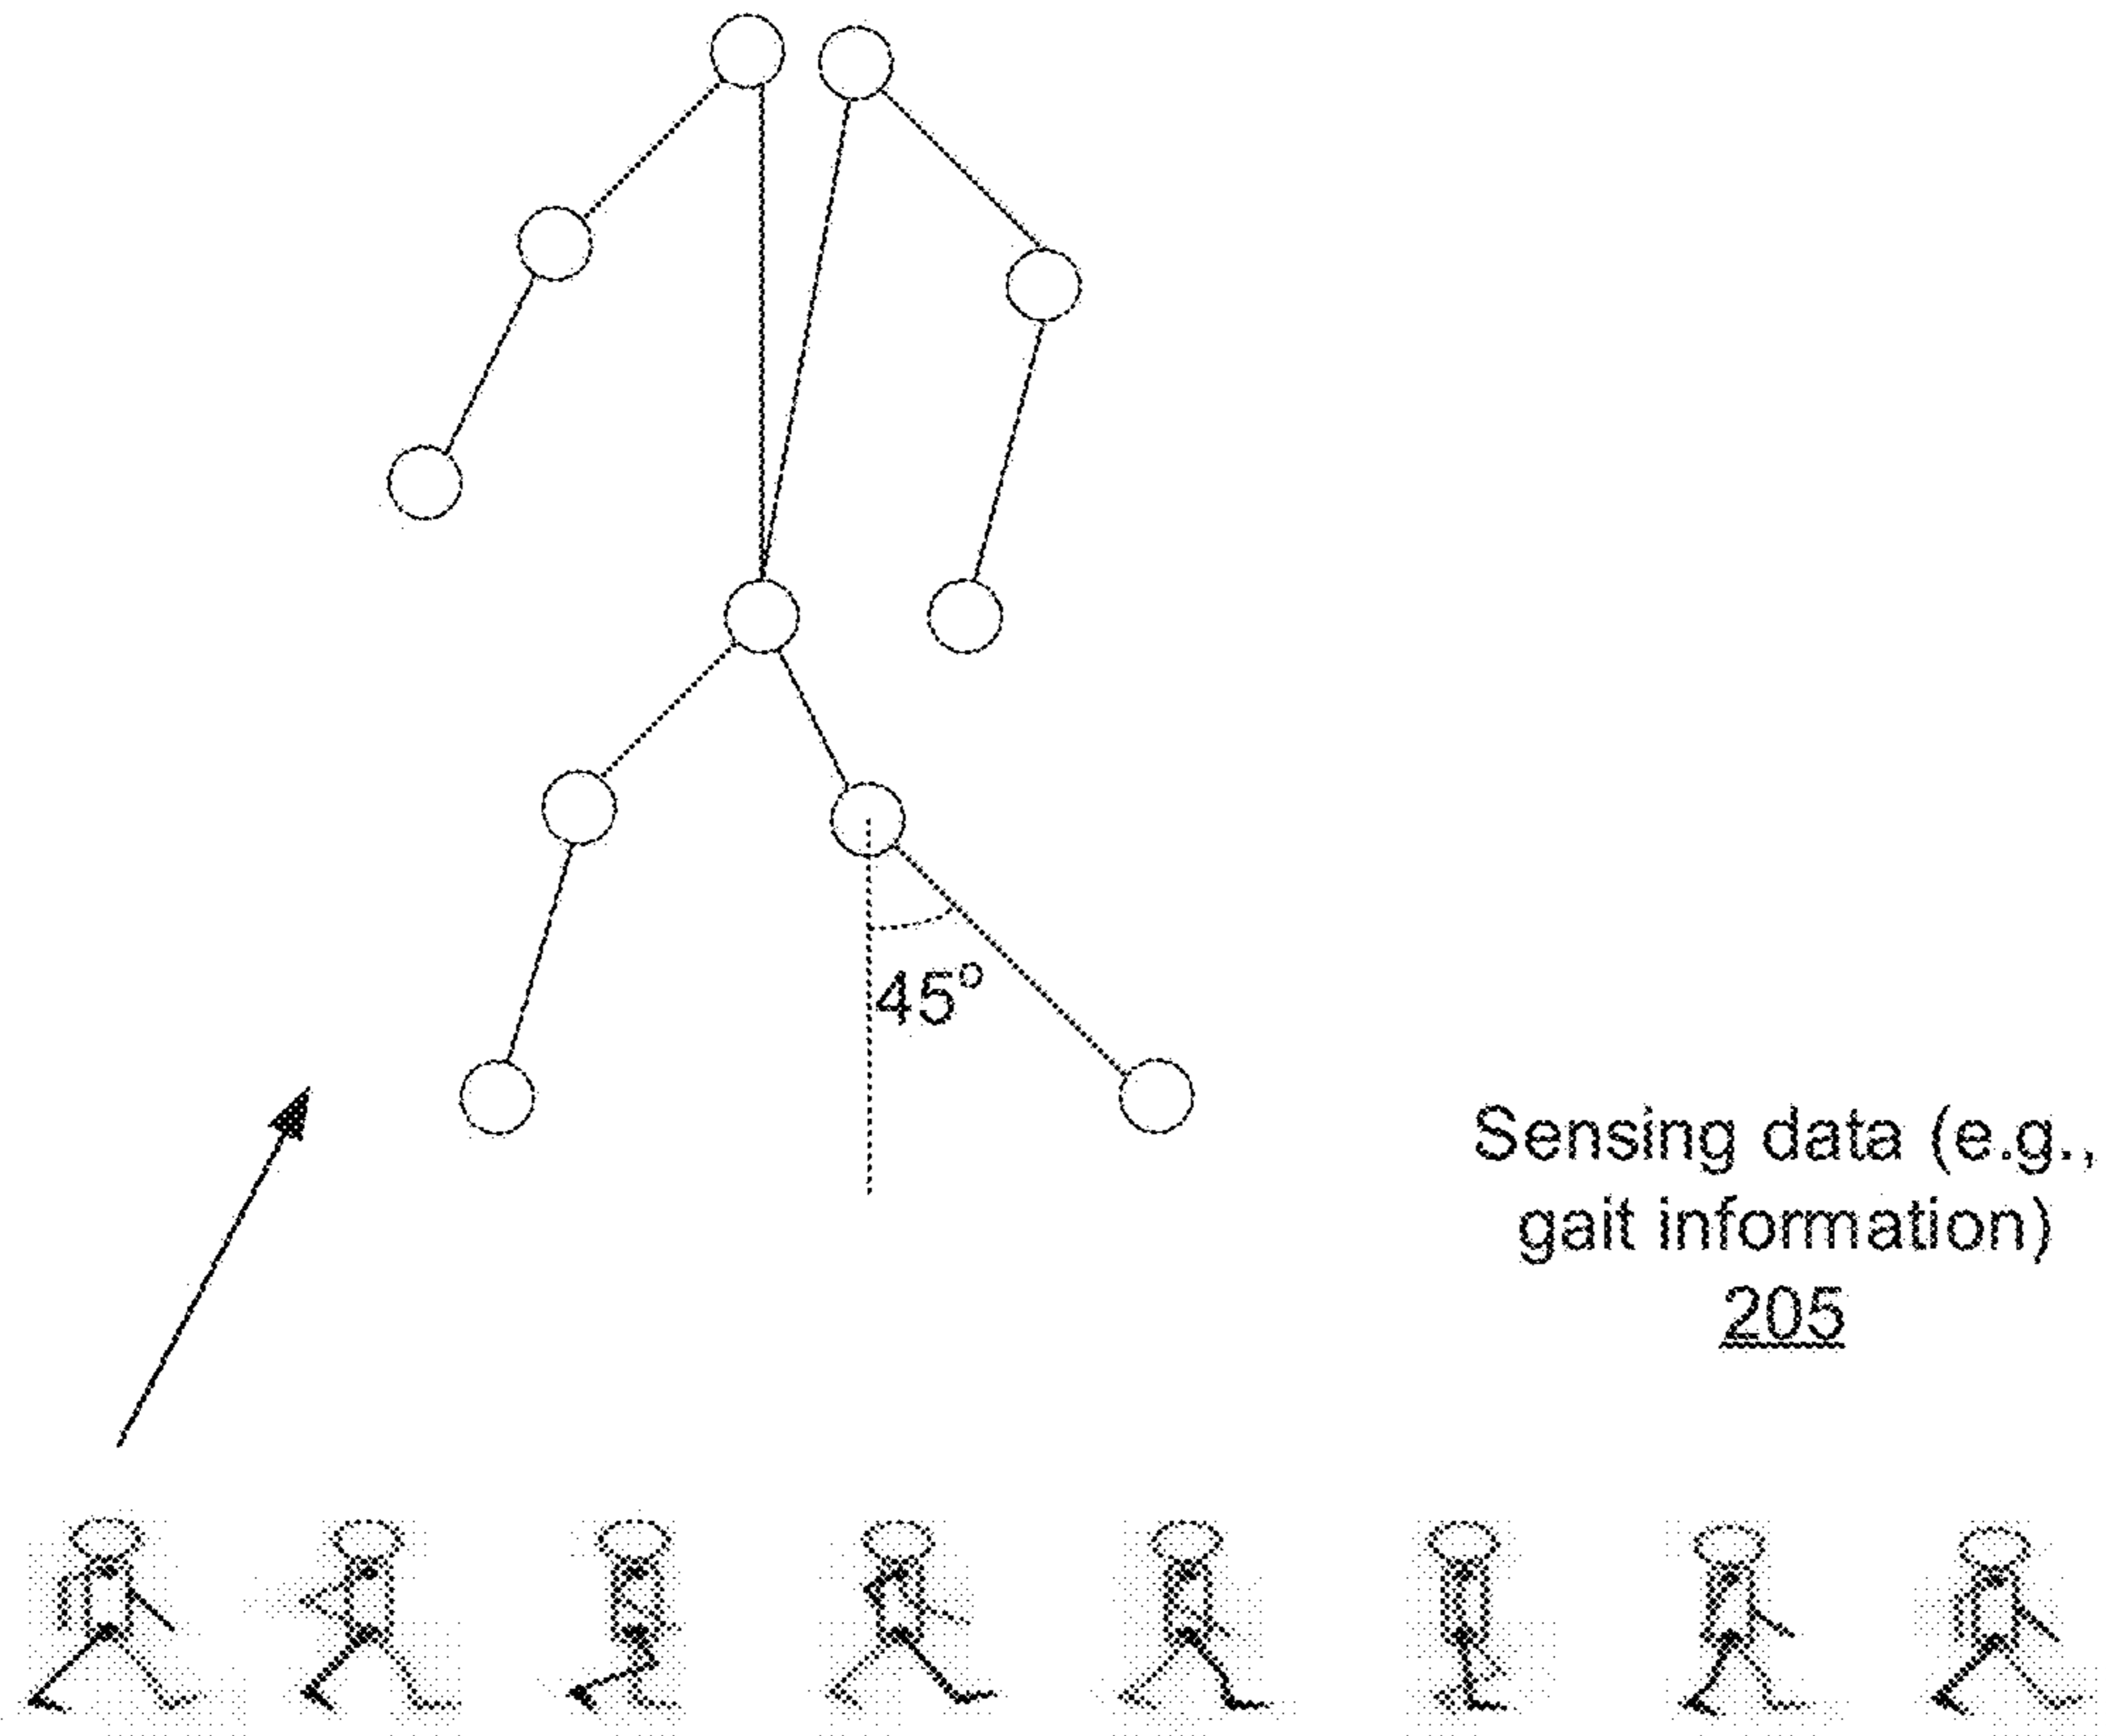 45°
Sensing data (e.g.,
gait information)
205